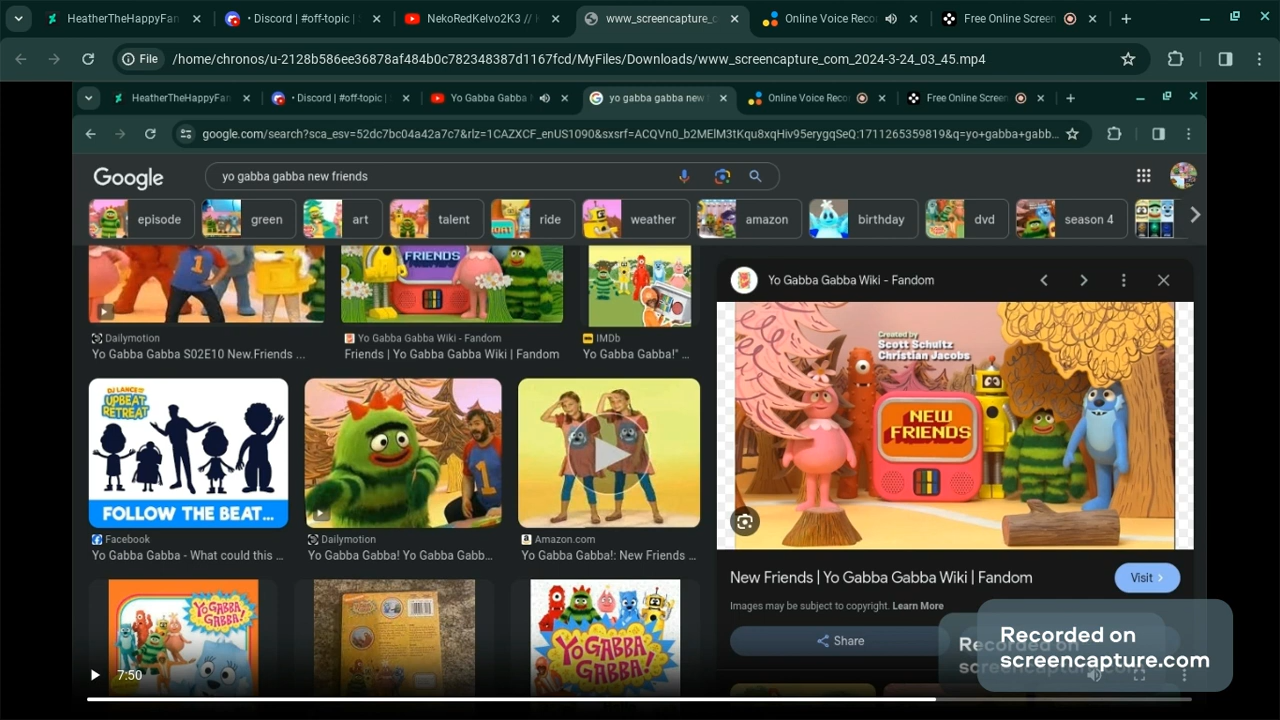 HeatherTheHappyFan
• Discord | #off-topic |
NekoRedKelvo2K3 //
www_screencapture_c
Online Voice Reco
Free Online Screen
File
/home/chronos/u-2128b586ee36878af484b0c782348387d1167fcd/MyFiles/Downloads/www_screencapture_com_2024-3-24_03_45.mp4
HeatherTheHappyFan
• Discord | #off-topic |
Yo Gabba Gabba
yo gabba gabba new
Online Voice Reco
Free Online Screen
google.com/search?sca_esv=52dc7bc04a42a7c7&rlz=1CAZXCF_enUS1090&sxsrf=ACQVn0_b2MElM3tKqu8xqHiv95erygqSeQ:1711265359819&q=yo+gabba+gabb...
Google
yo gabba gabba new friends
episode
green
art
talent
ride
weather
amazon
birthday
dvd
season 4
FRIENDS
Dailymotion
Yo Gabba Gabba S02E10 New Friends ...
Yo Gabba Gabba Wiki - Fandom
Friends | Yo Gabba Gabba Wiki | Fandom
IMDb
Yo Gabba Gabba!" ...
DJ LANCE'S
UPBEAT
RETREAT
FOLLOW THE BEAT...
Facebook
Yo Gabba Gabba - What could this ...
Dailymotion
Yo Gabba Gabba! Yo Gabba Gabb...
Amazon.com
Yo Gabba Gabba!: New Friends ...
YO GABBA
GABBA!
YO GABBA
GABBA!
Yo Gabba Gabba Wiki - Fandom
Created by
Scott Schultz
Christian Jacobs
NEW
FRIENDS
New Friends | Yo Gabba Gabba Wiki | Fandom
Visit
Images may be subject to copyright. Learn More
Share
Recorded on
screencapture.com
7:50